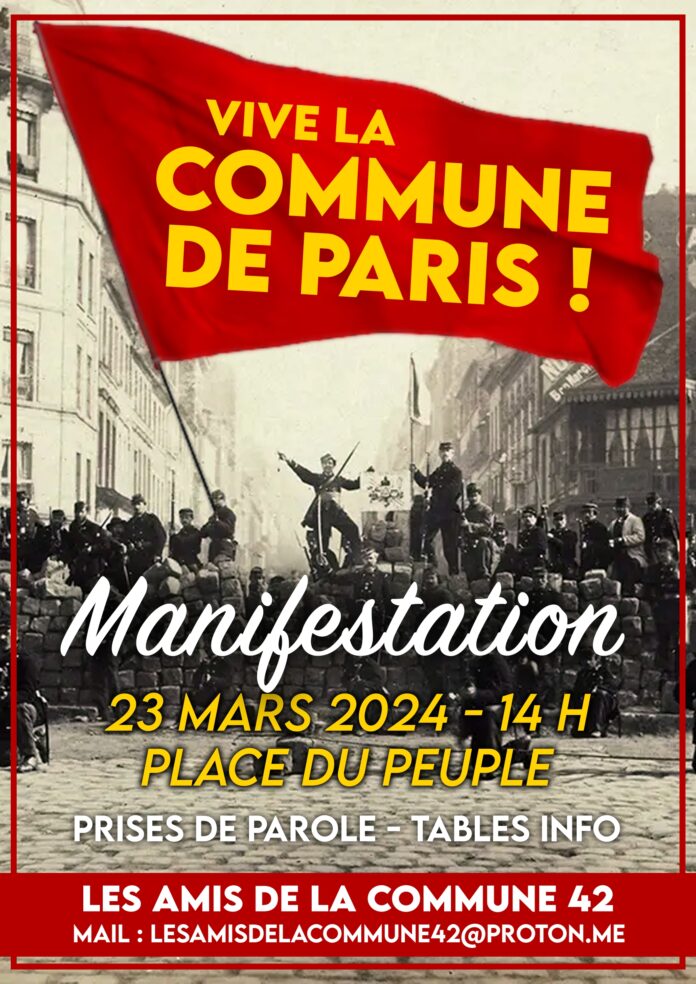 VIVE LA
COMMUNE
DE PARIS !
Manifestation
23 MARS 2024 - 14 H
PLACE DU PEUPLE
PRISES DE PAROLE - TABLES INFO
LES AMIS DE LA COMMUNE 42
MAIL : LESAMISDELACOMMUNE42@PROTON.ME